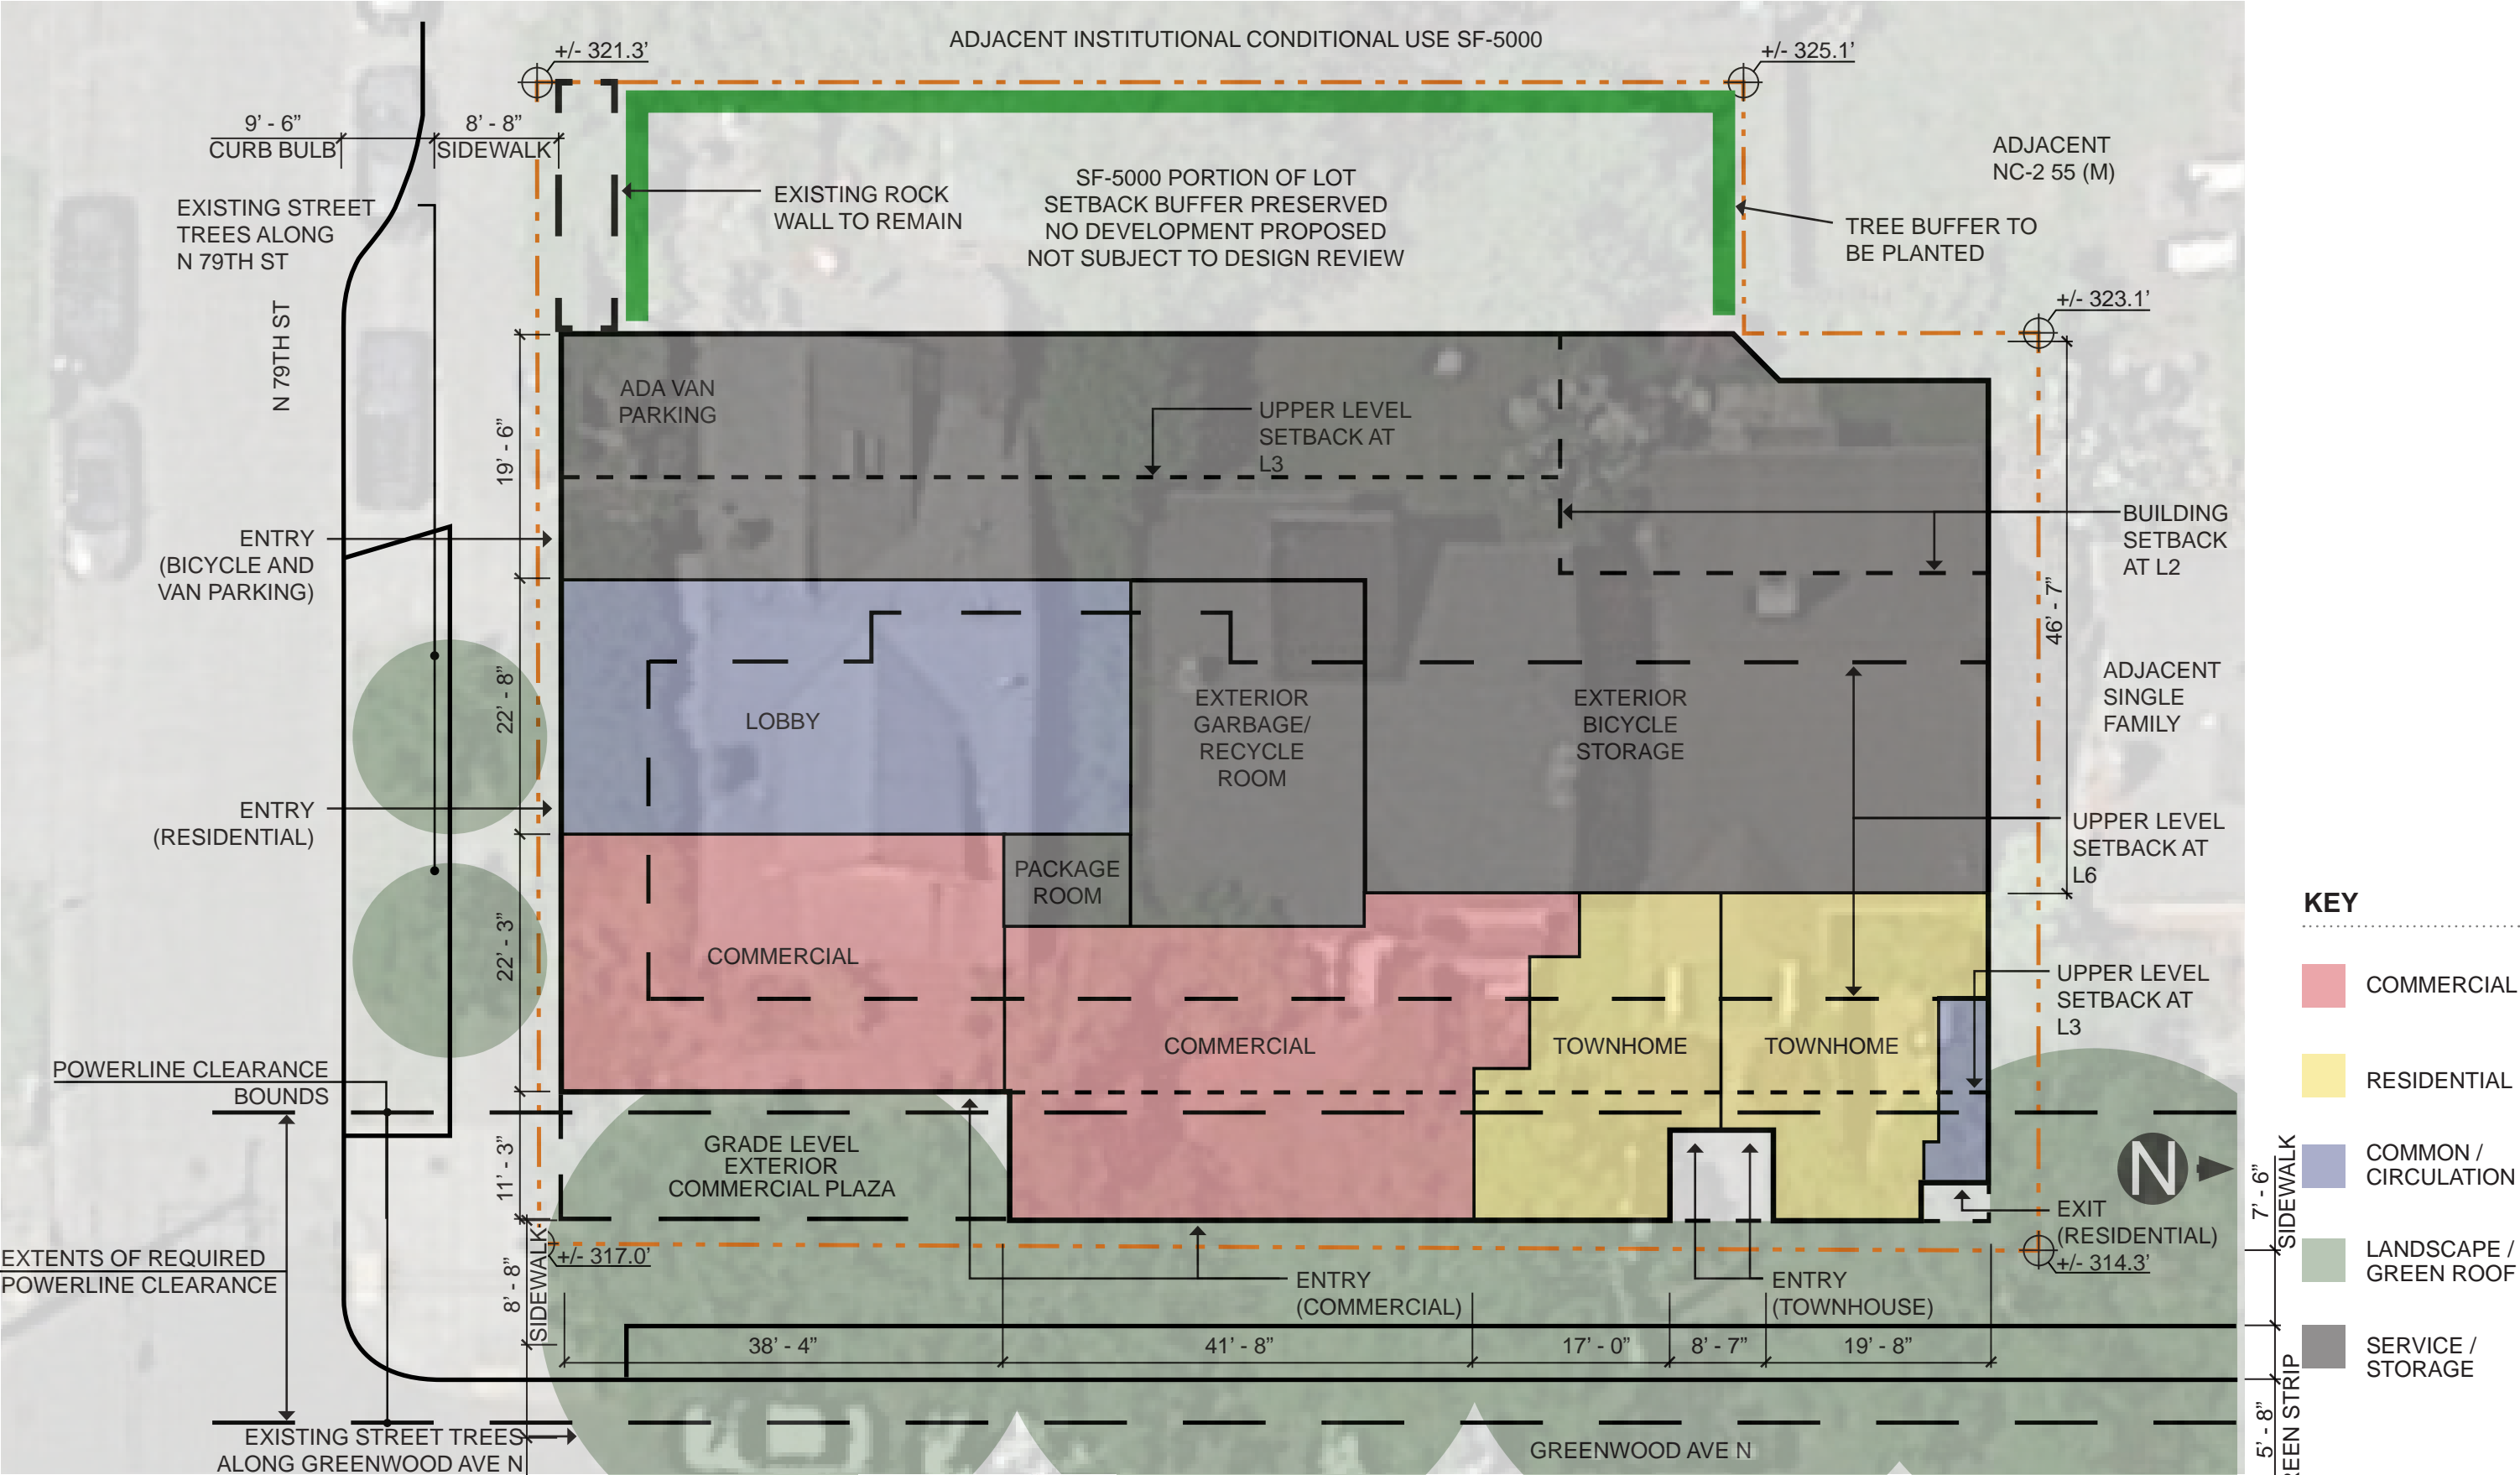 ADJACENT INSTITUTIONAL CONDITIONAL USE SF-5000
+/- 321.3’
+/- 325.1’
9’ - 6”
CURB BULB
8’ - 8”
SIDEWALK
ADJACENT
NC-2 55 (M)
EXISTING STREET
TREES ALONG
N 79TH ST
EXISTING ROCK
WALL TO REMAIN
SF-5000 PORTION OF LOT
SETBACK BUFFER PRESERVED
NO DEVELOPMENT PROPOSED
NOT SUBJECT TO DESIGN REVIEW
TREE BUFFER TO
BE PLANTED
N 79TH ST
+/- 323.1’
ADA VAN
PARKING
UPPER LEVEL
SETBACK AT
L3
19’ - 6”
ENTRY
(BICYCLE AND
VAN PARKING)
BUILDING
SETBACK
AT L2
46’ - 7”
22’ - 8”
LOBBY
EXTERIOR
GARBAGE/
RECYCLE
ROOM
EXTERIOR
BICYCLE
STORAGE
ADJACENT
SINGLE
FAMILY
ENTRY
(RESIDENTIAL)
UPPER LEVEL
SETBACK AT
L6
PACKAGE
ROOM
22’ - 3”
COMMERCIAL
COMMERCIAL
TOWNHOME
TOWNHOME
UPPER LEVEL
SETBACK AT
L3
POWERLINE CLEARANCE
BOUNDS
GRADE LEVEL
EXTERIOR
COMMERCIAL PLAZA
11’ - 3”
N
EXIT
(RESIDENTIAL)
+/- 314.3’
7’ - 6”
SIDEWALK
EXTENTS OF REQUIRED
POWERLINE CLEARANCE
8’ - 8”
SIDEWALK
+/- 317.0’
ENTRY
(COMMERCIAL)
ENTRY
(TOWNHOUSE)
38’ - 4”
41’ - 8”
17’ - 0”
8’ - 7”
19’ - 8”
EXISTING STREET TREES
ALONG GREENWOOD AVE N
GREENWOOD AVE N
5’ - 8”
STRIP
KEY
COMMERCIAL
RESIDENTIAL
COMMON /
CIRCULATION
LANDSCAPE /
GREEN ROOF
SERVICE /
STORAGE